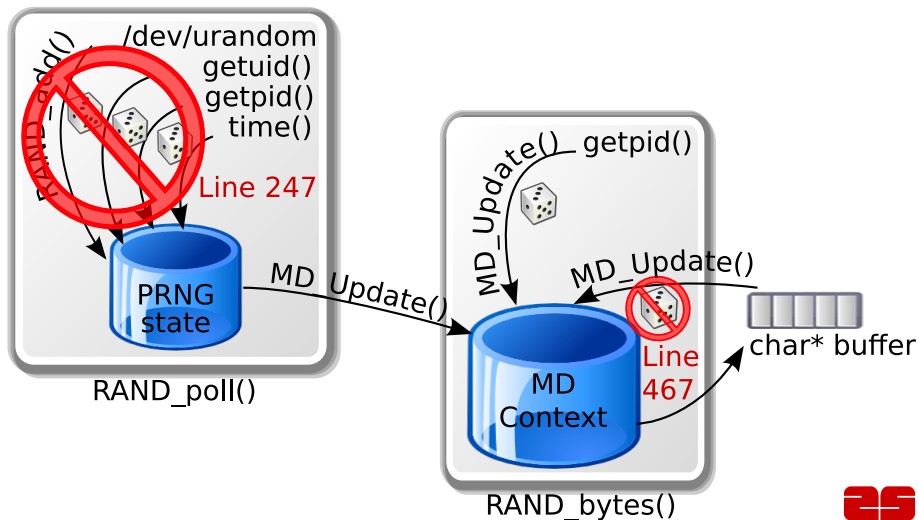 /dev/urandom
getuid()
getpid()
time()
RAND_add()
Line 247
PRNG
state
RAND_poll()
MD_Update()
getpid()
MD_Update()
MD_Update()
Line
467
MD
Context
char* buffer
RAND_bytes()